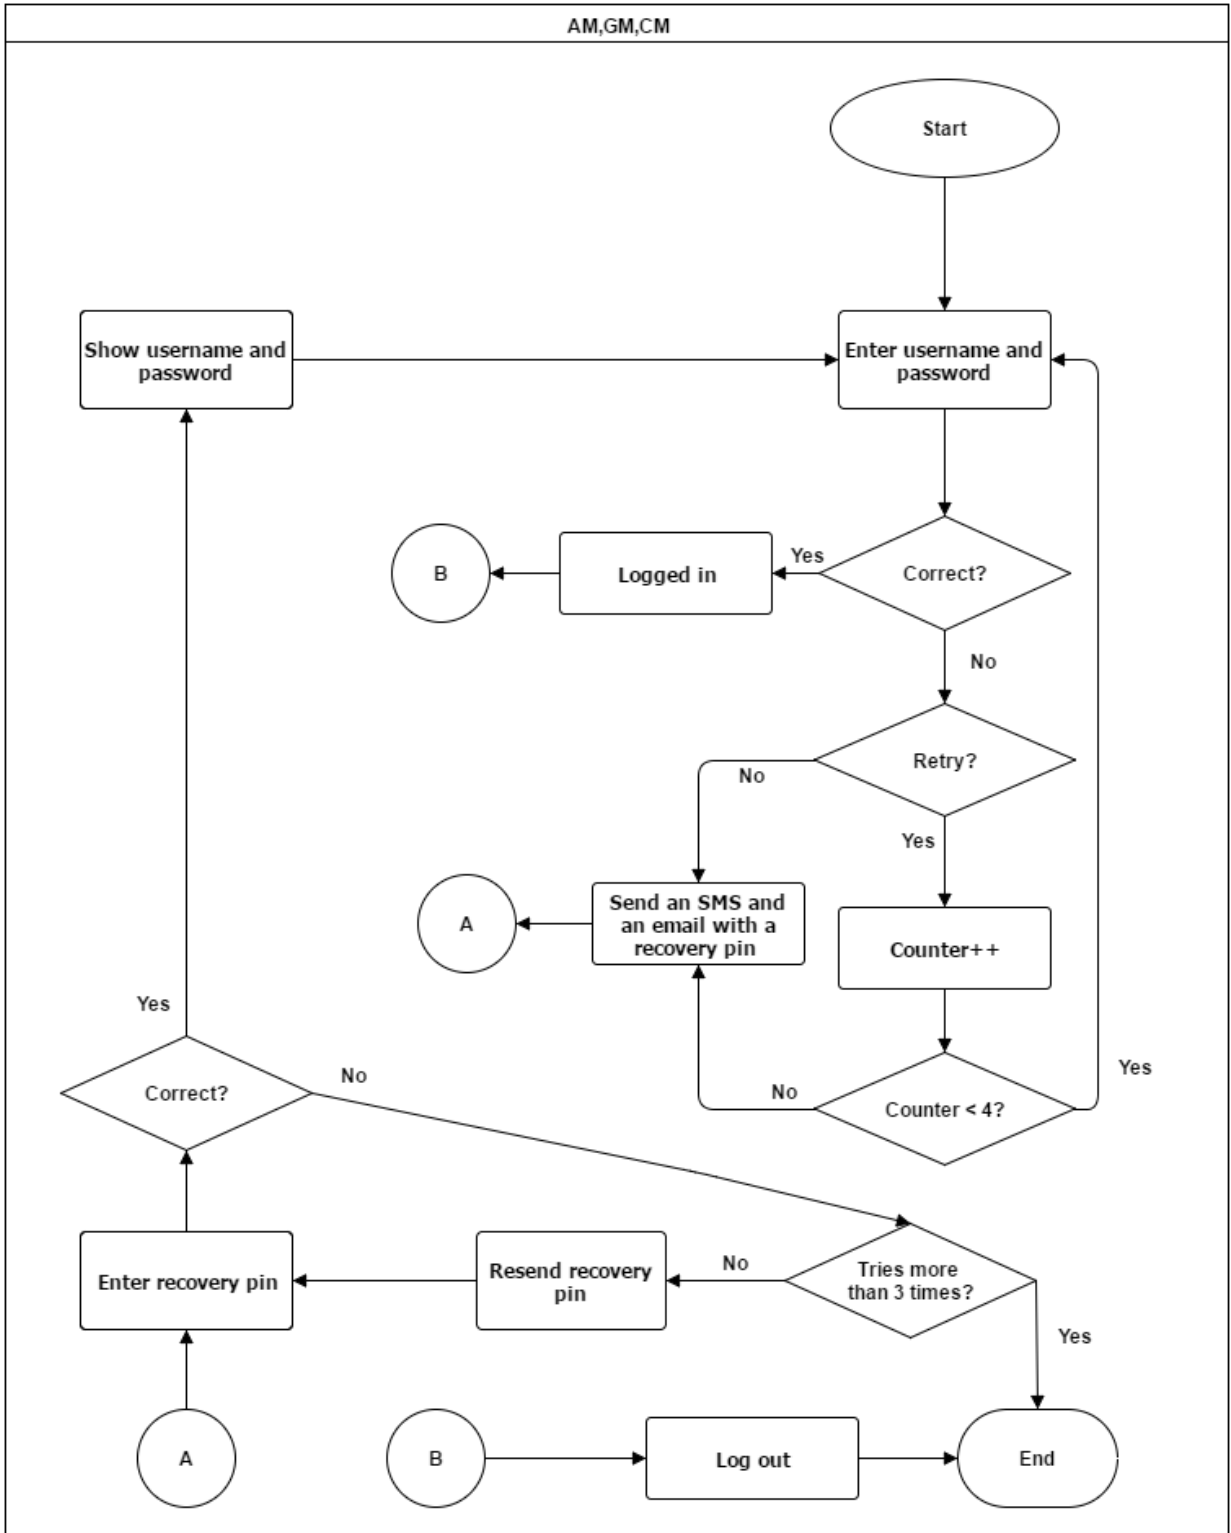 AM,GM,CM
Start
Show username and
password
Enter username and
password
B
Logged in
Yes
Correct?
No
Retry?
No
Yes
A
Send an SMS and
an email with a
recovery pin
Counter++
Yes
Correct?
No
No
Counter < 4?
Yes
Enter recovery pin
Resend recovery
pin
No
Tries more
than 3 times?
Yes
A
B
Log out
End